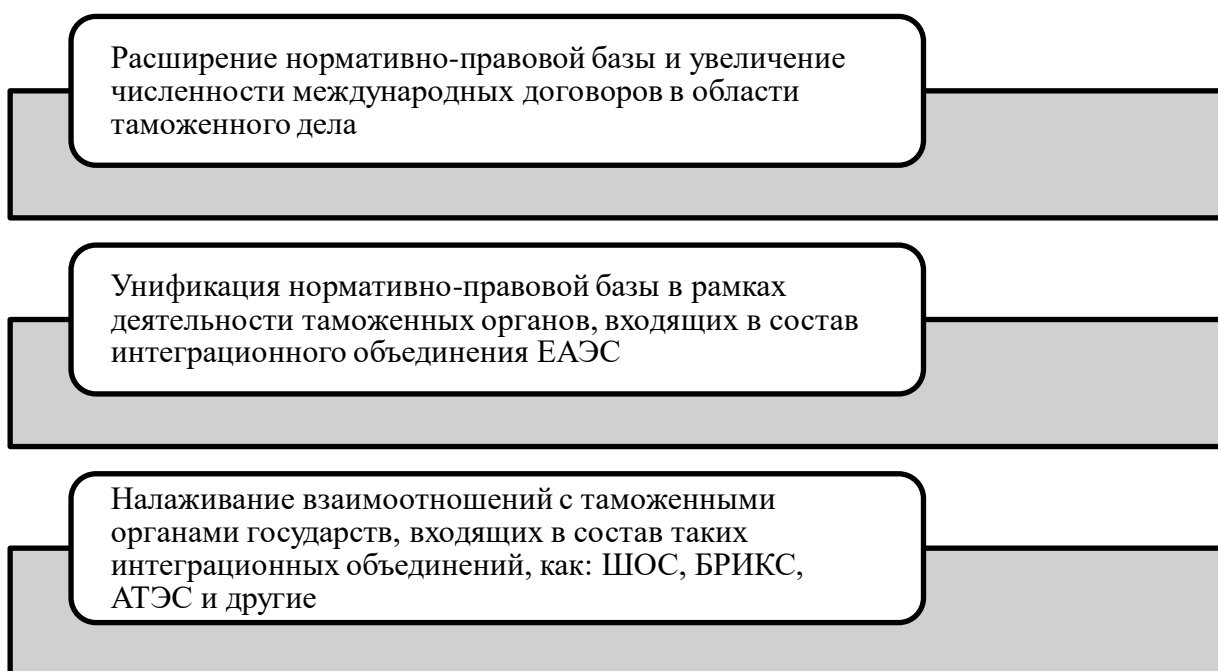 Расширение нормативно-правовой базы и увеличение
численности международных договоров в области
таможенного дела
Унификация нормативно-правовой базы в рамках
деятельности таможенных органов, входящих в состав
интеграционного объединения ЕАЭС
Налаживание взаимоотношений с таможенными
органами государств, входящих в состав таких
интеграционных объединений, как: ШОС, БРИКС,
АТЭС и другие